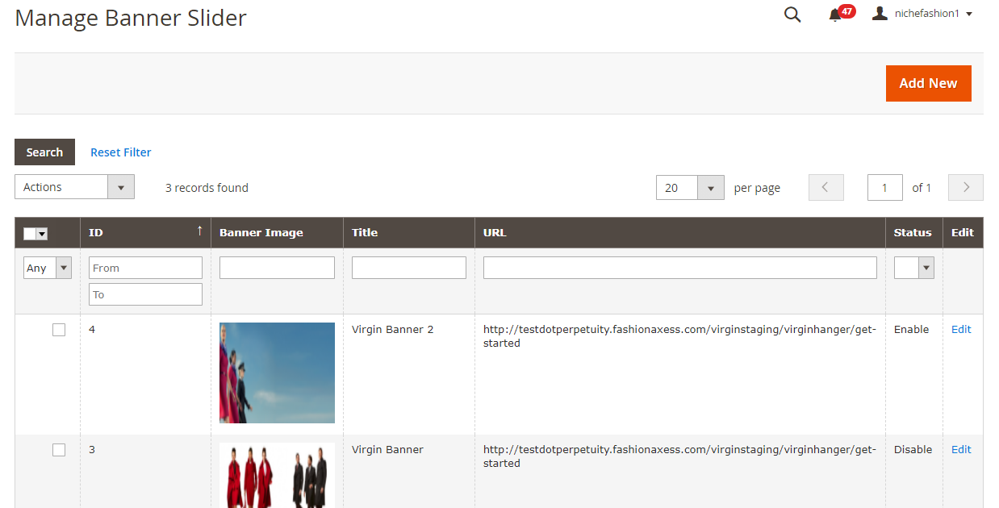 Manage Banner Slider
47
nichefashion1
Add New
Search
Reset Filter
Actions
3 records found
20
per page
1
of 1
ID
Banner Image
Title
URL
Status
Edit
Any
From
To
4
Virgin Banner 2
http://testdotperpetuity.fashionaxess.com/virginstaging/virginhanger/get-
started
Enable
Edit
3
Virgin Banner
http://testdotperpetuity.fashionaxess.com/virginstaging/virginhanger/get-
started
Disable
Edit